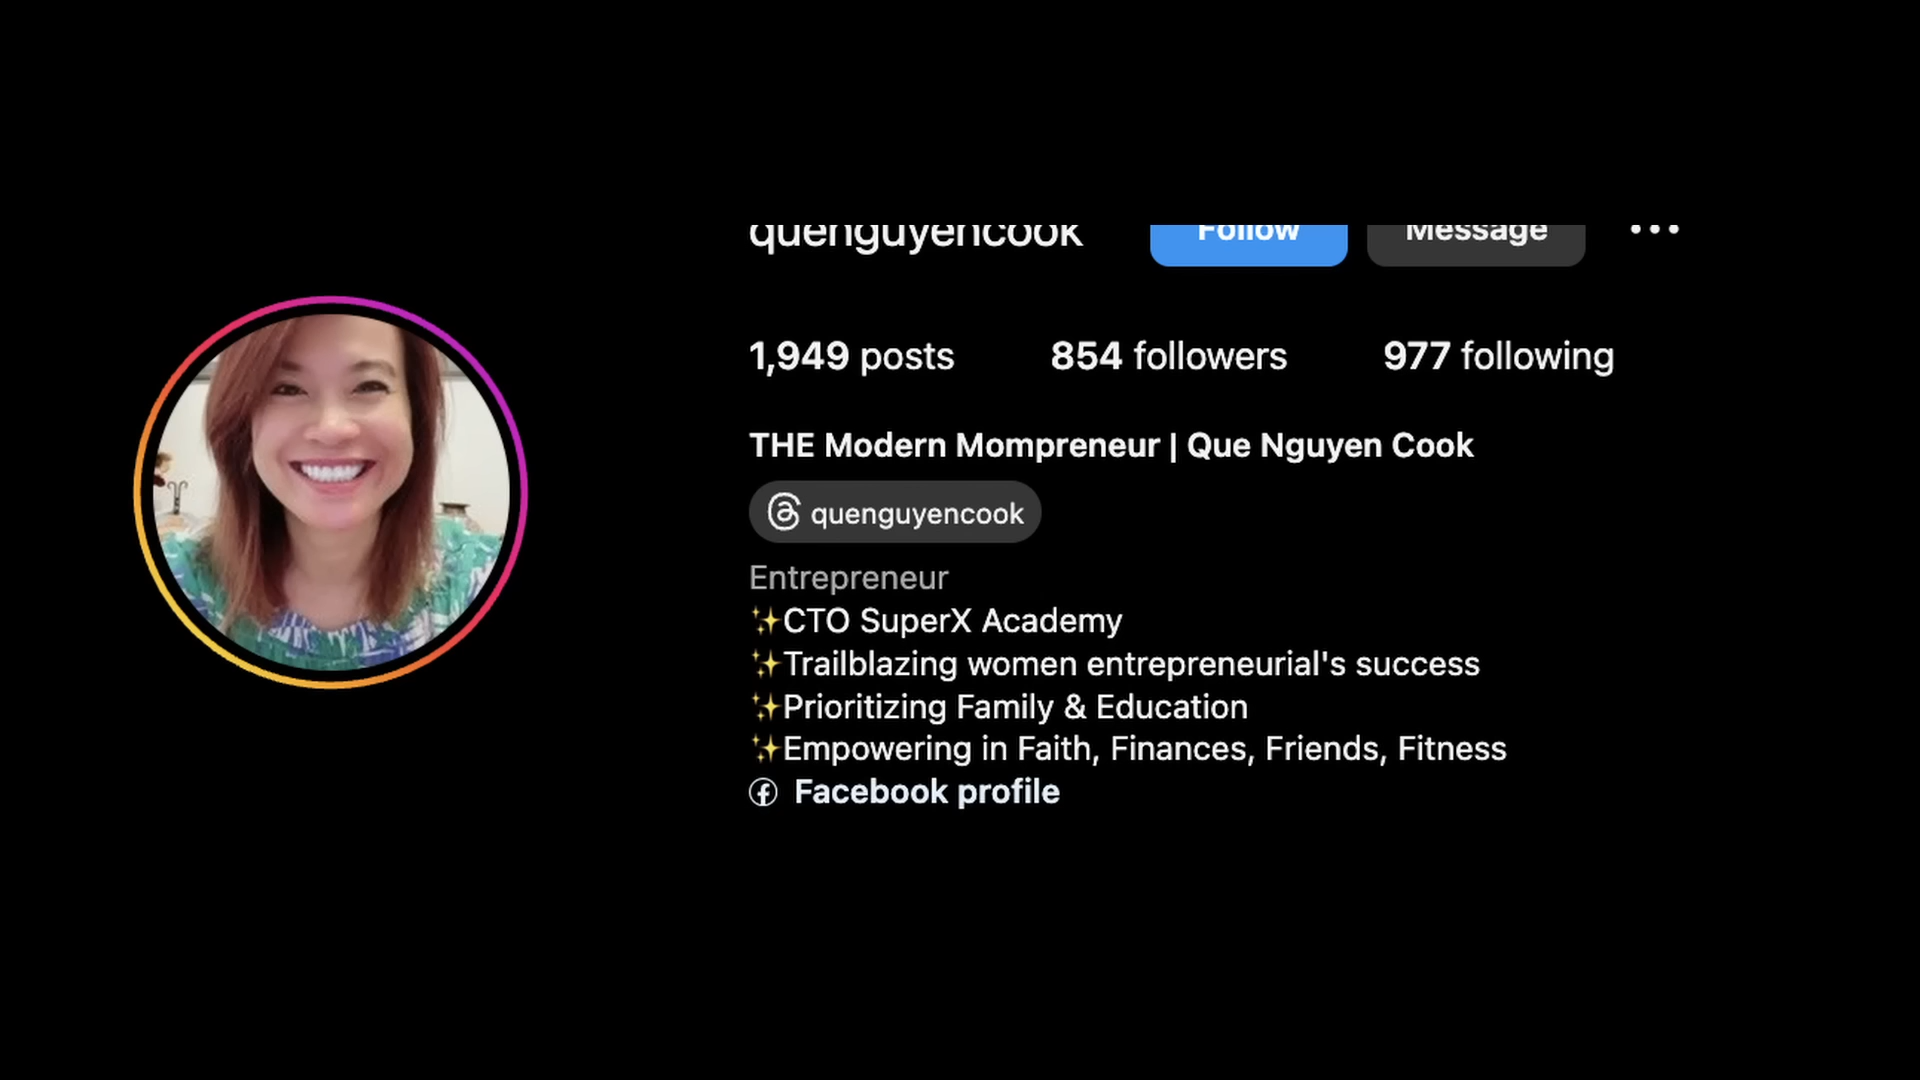 quenguyencook Follow Message
1,949 posts 854 followers 977 following
THE Modern Mompreneur | Que Nguyen Cook
quenguyencook
Entrepreneur
✨CTO SuperX Academy
✨Trailblazing women entrepreneurial's success
✨Prioritizing Family & Education
✨Empowering in Faith, Finances, Friends, Fitness
Facebook profile